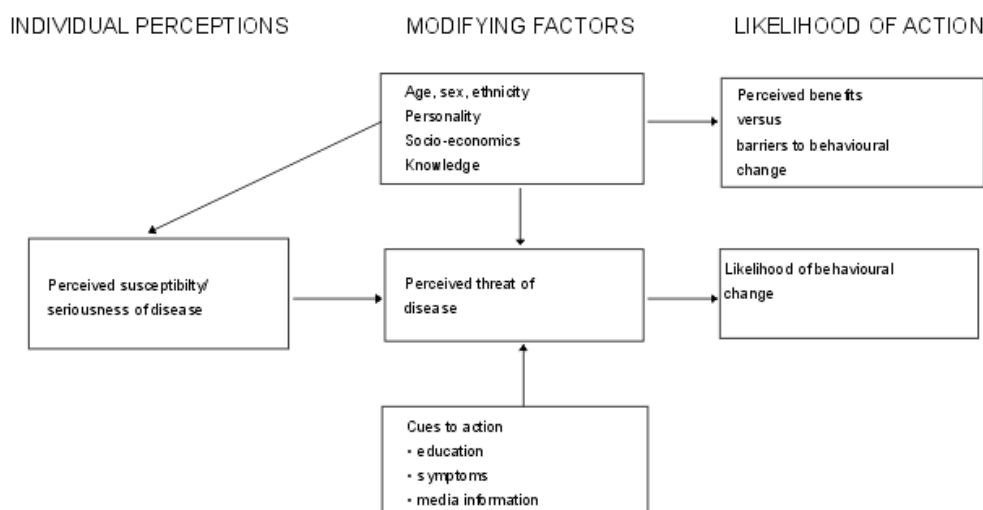 INDIVIDUAL PERCEPTIONS
MODIFYING FACTORS
LIKELIHOOD OF ACTION
Age, sex, ethnicity
Personality
Socio-economics
Knowledge
Perceived benefits
versus
barriers to behavioural
change
Perceived susceptibilty/
seriousness of disease
Perceived threat of
disease
Likelihood of behavioural
change
Cues to action
• education
• symptoms
• media information